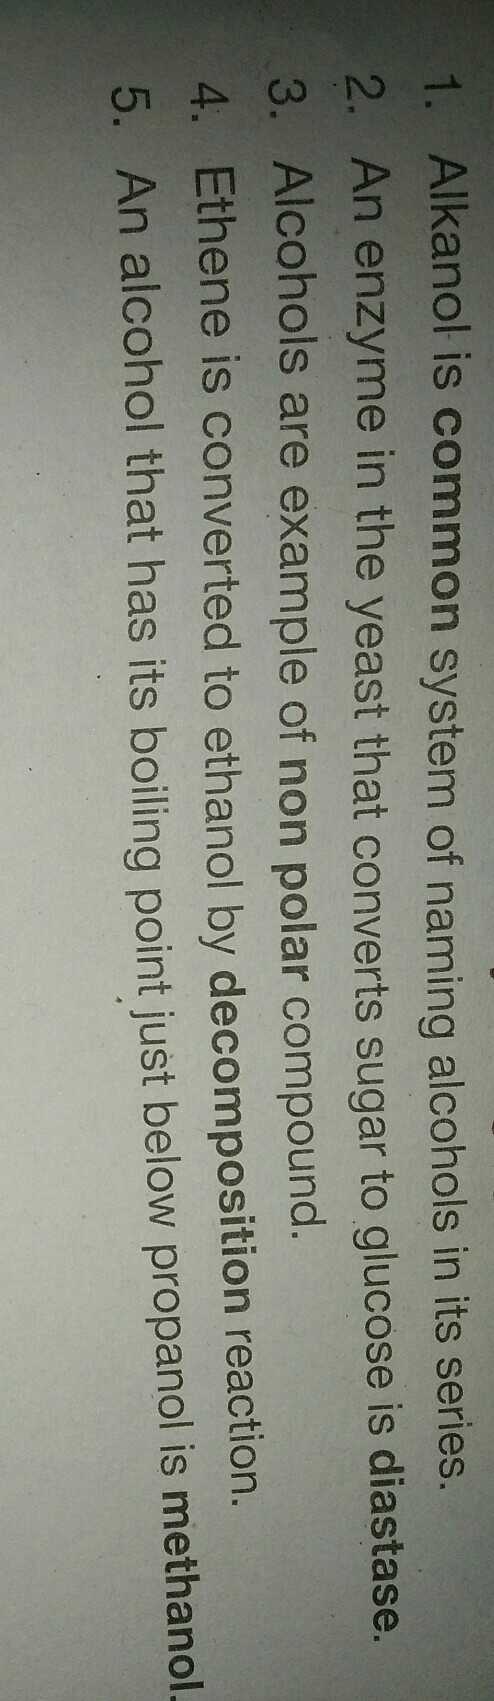 1. Alkanol is common system of naming alcohols in its series.
2. An enzyme in the yeast that converts sugar to glucose is diastase.
3. Alcohols are example of non polar compound.
4. Ethene is converted to ethanol by decomposition reaction.
5. An alcohol that has its boiling point just below propanol is methanol.